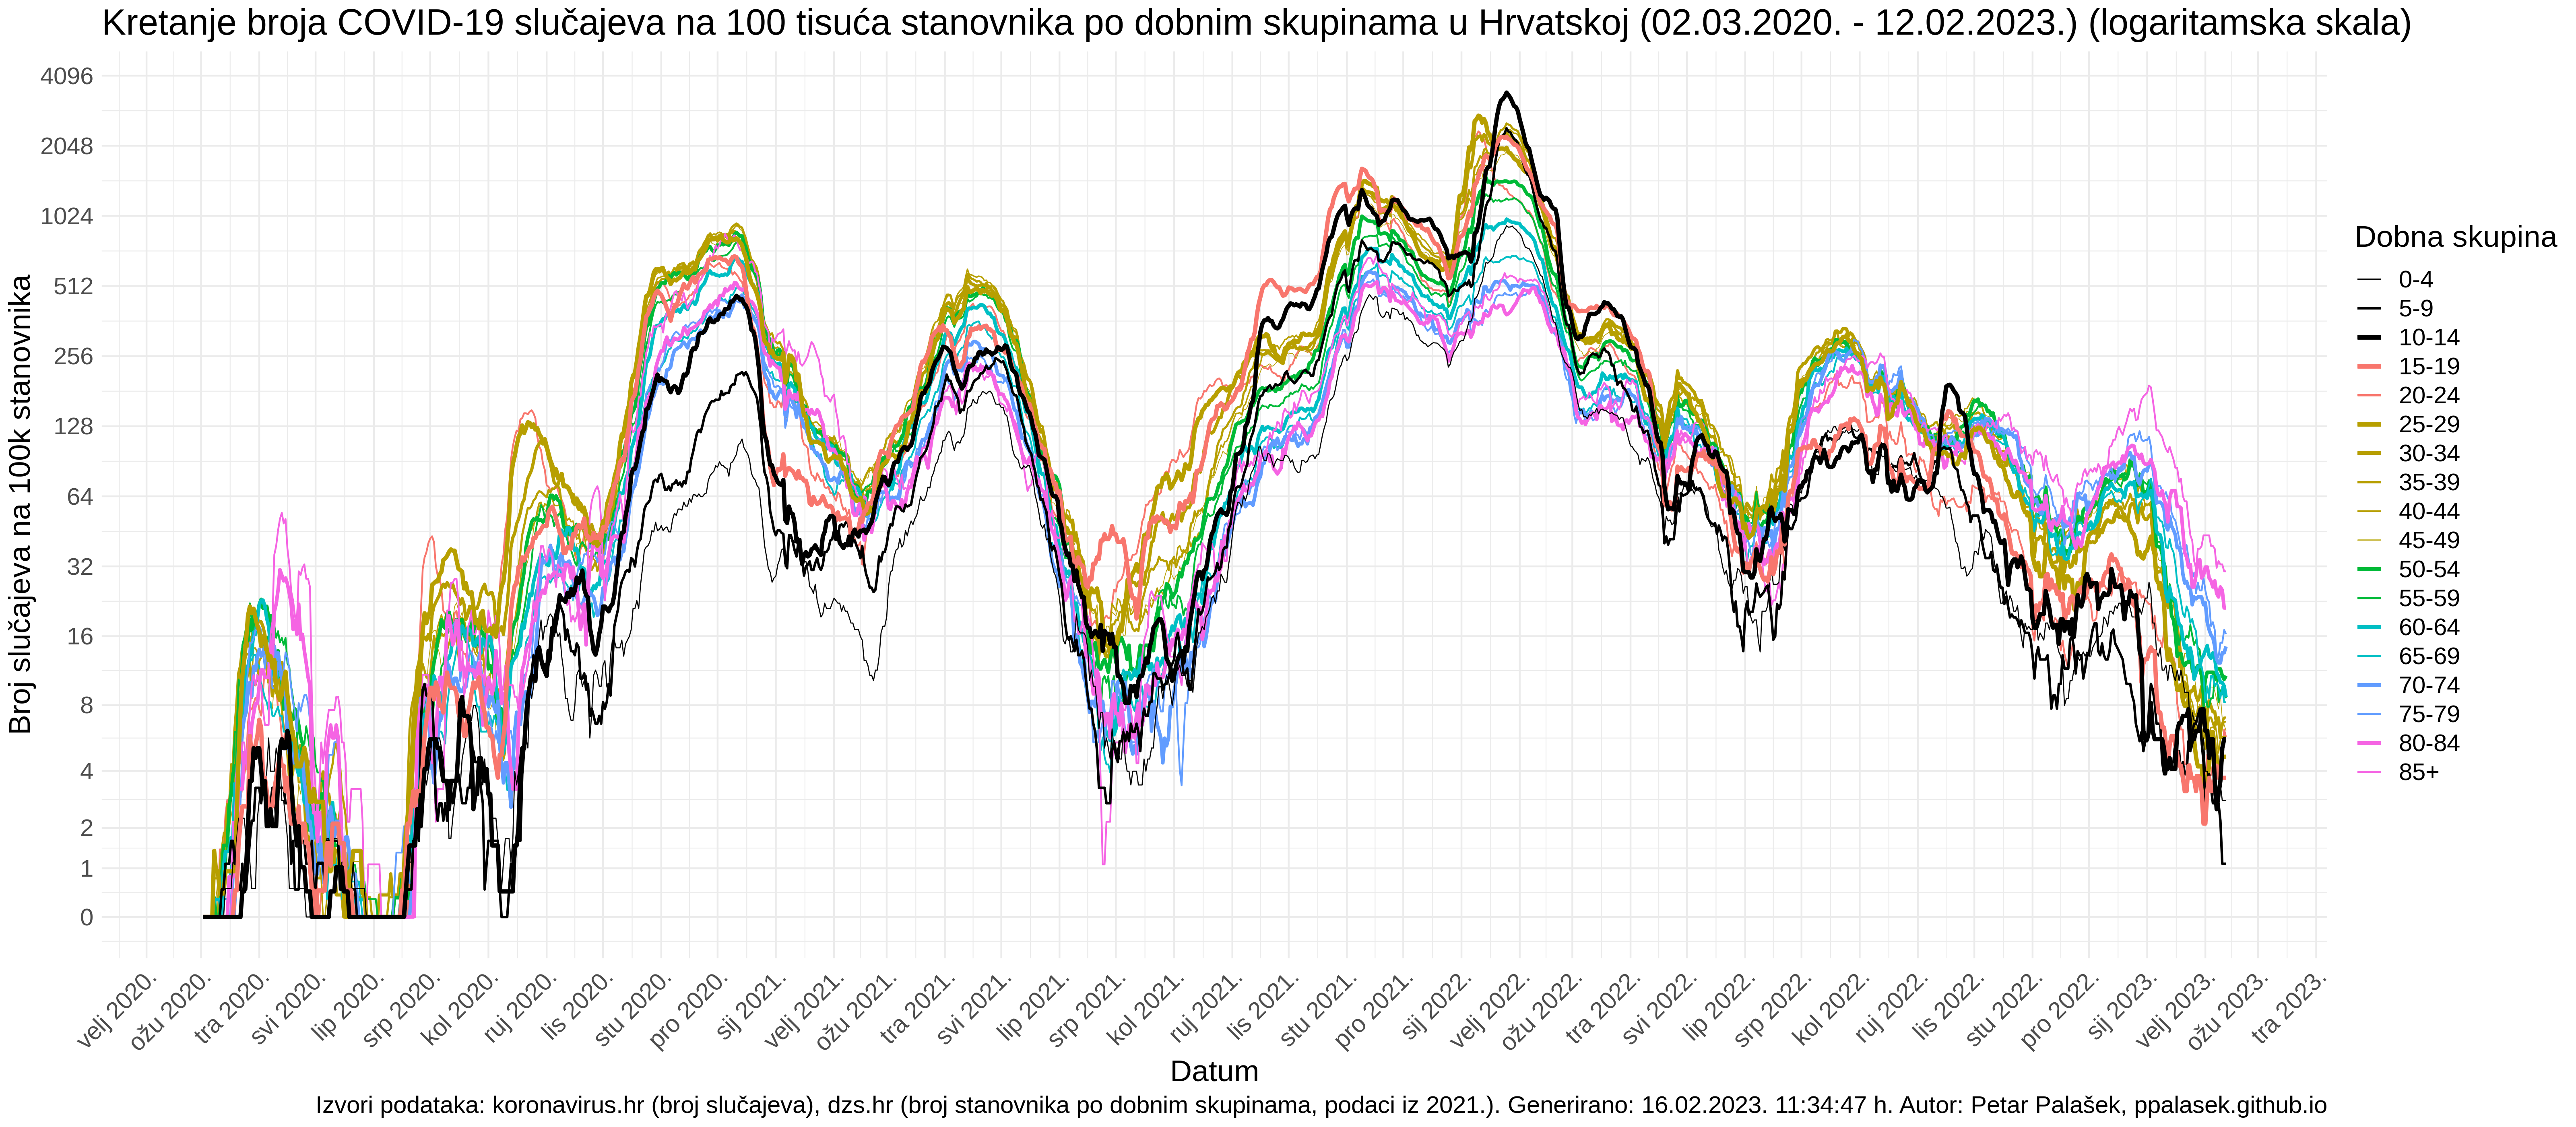 Kretanje broja COVID-19 slučajeva na 100 tisuća stanovnika po dobnim skupinama u Hrvatskoj (02.03.2020. - 12.02.2023.) (logaritamska skala)
Broj slučajeva na 100k stanovnika
4096
2048
1024
512
256
128
64
32
16
8
4
2
1
0
velj 2020.
ožu 2020.
tra 2020.
svi 2020.
lip 2020.
srp 2020.
kol 2020.
ruj 2020.
lis 2020.
stu 2020.
pro 2020.
sij 2021.
velj 2021.
ožu 2021.
tra 2021.
svi 2021.
lip 2021.
srp 2021.
kol 2021.
ruj 2021.
lis 2021.
stu 2021.
pro 2021.
sij 2022.
velj 2022.
ožu 2022.
tra 2022.
svi 2022.
lip 2022.
srp 2022.
kol 2022.
ruj 2022.
lis 2022.
stu 2022.
pro 2022.
sij 2023.
velj 2023.
ožu 2023.
tra 2023.
Datum
Dobna skupina
0-4
5-9
10-14
15-19
20-24
25-29
30-34
35-39
40-44
45-49
50-54
55-59
60-64
65-69
70-74
75-79
80-84
85+
Izvori podataka: koronavirus.hr (broj slučajeva), dzs.hr (broj stanovnika po dobnim skupinama, podaci iz 2021.). Generirano: 16.02.2023. 11:34:47 h. Autor: Petar Palašek, ppalasek.github.io